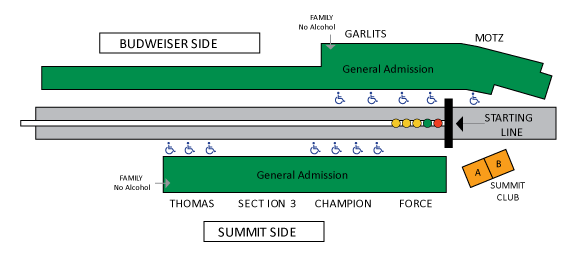 FAMILY
No Alcohol
GARLITS
MOTZ
BUDWEISER SIDE
General Admission
STARTING
LINE
FAMILY
No Alcohol
General Admission
A
B
SUMMIT
CLUB
THOMAS
SECT ION 3
CHAMPION
FORCE
SUMMIT SIDE